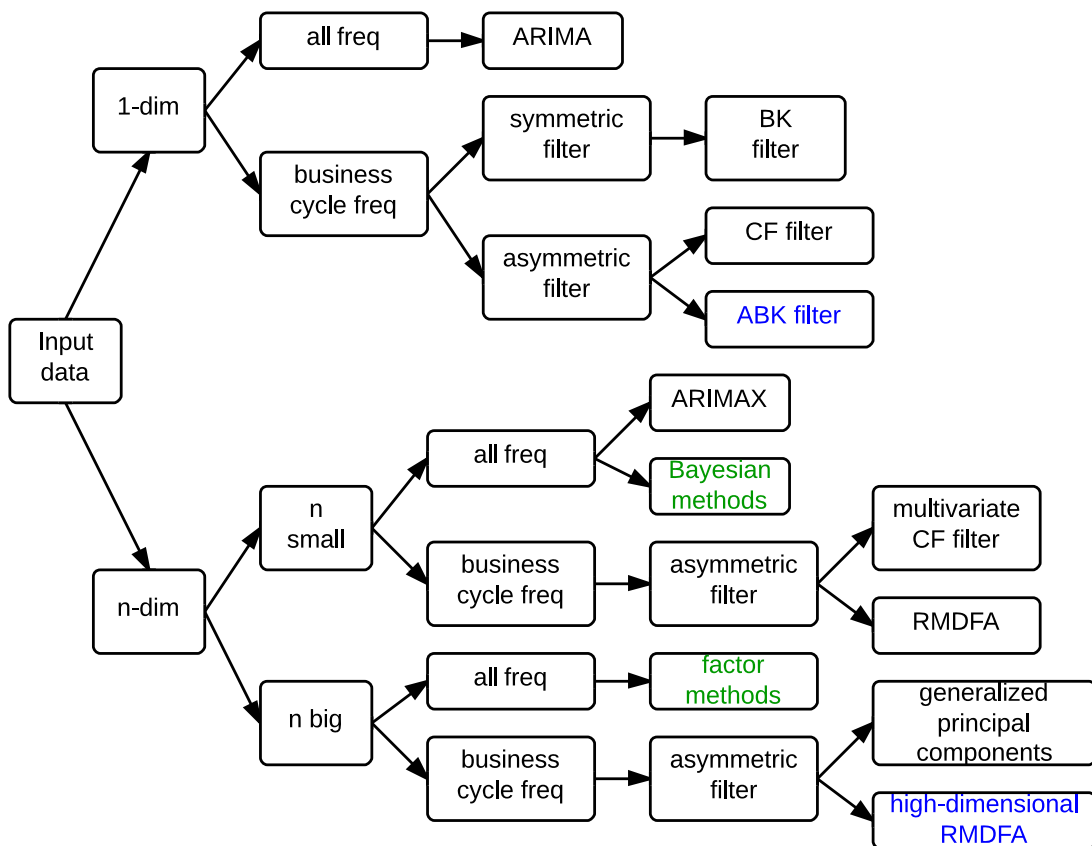 all freq
ARIMA
1-dim
symmetric
filter
BK
filter
business
cycle freq
CF filter
asymmetric
filter
ABK filter
Input
data
ARIMAX
all freq
Bayesian
methods
n
small
multivariate
CF filter
business
cycle freq
asymmetric
filter
n-dim
RMDFA
all freq
factor
methods
n big
generalized
principal
components
business
cycle freq
asymmetric
filter
high-dimensional
RMDFA